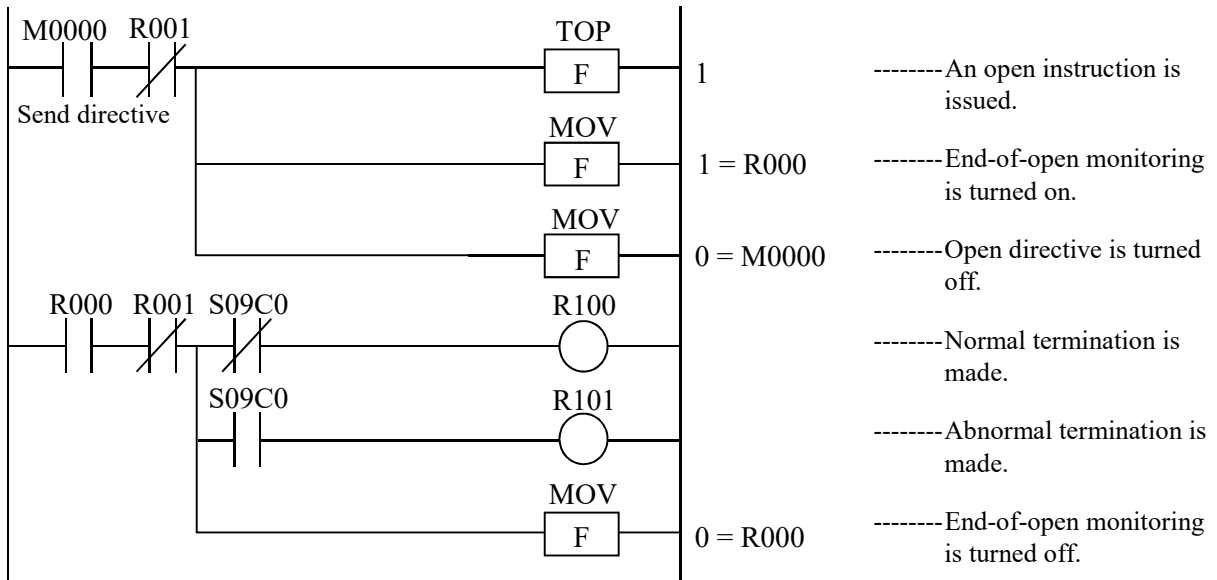 M0000 R001 TOP
F 1 --------An open instruction is
issued.
Send directive
MOV
F 1 = R000 --------End-of-open monitoring
is turned on.
MOV
F 0 = M0000 --------Open directive is turned
off.
R000 R001 S09C0 R100
--------Normal termination is
made.
S09C0 R101
--------Abnormal termination is
made.
MOV
F 0 = R000 --------End-of-open monitoring
is turned off.